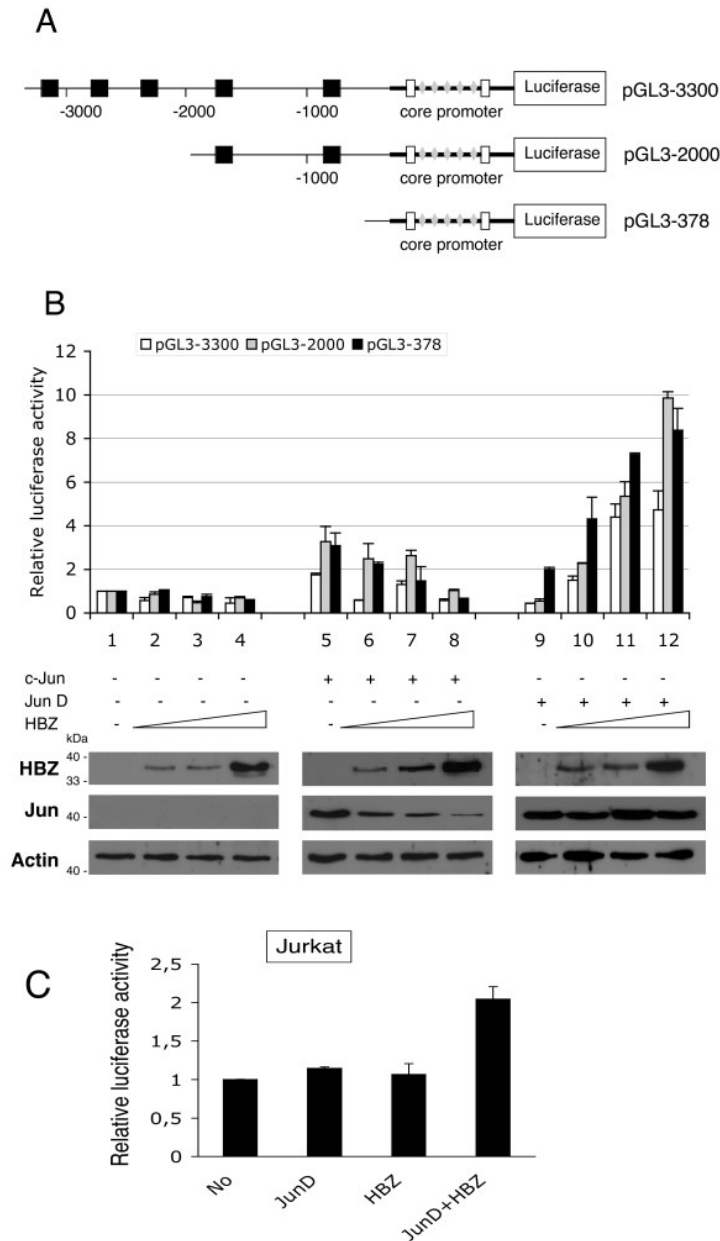 A
Luciferase
pGL3-3300
-3000
-2000
-1000
core promoter
Luciferase
pGL3-2000
-1000
core promoter
Luciferase
pGL3-378
core promoter
B
pGL3-3300 pGL3-2000 pGL3-378
Relative luciferase activity
12
10
8
6
4
2
0
1 2 3 4 5 6 7 8 9 10 11 12
c-Jun - - - - + + + + - - - -
Jun D - - - - - - - - + + + +
HBZ - - -
kDa
HBZ
40 -
33 -
Jun
40 -
Actin
40 -
C
Jurkat
Relative luciferase activity
2,5
2
1,5
1
0,5
0
No JunD HBZ JunD+HBZ